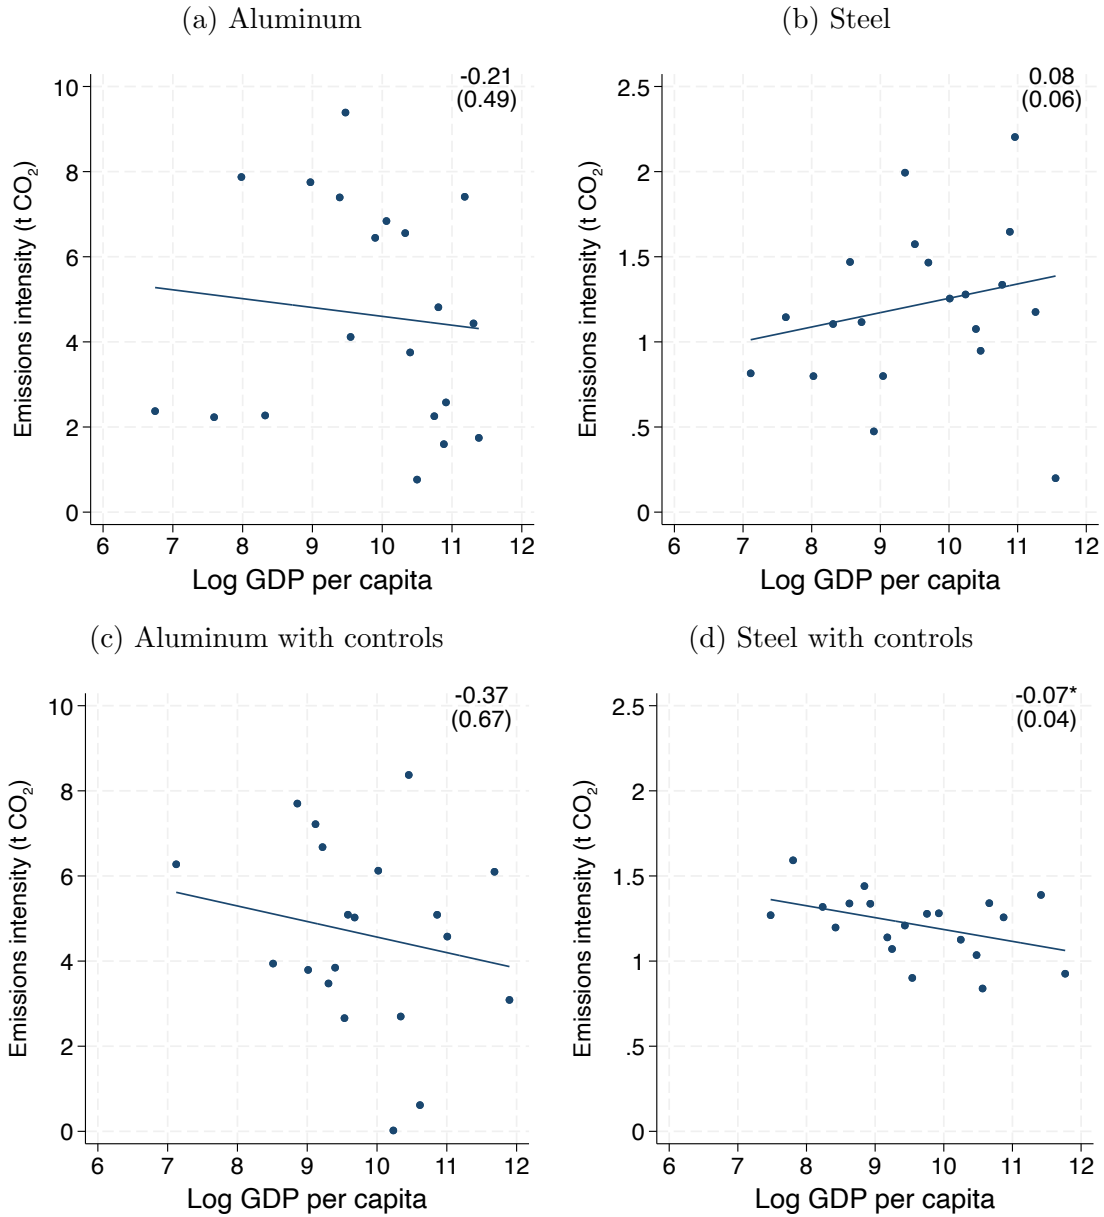 (a) Aluminum
-0.21
(0.49)
10
8
6
4
2
0
Emissions intensity (t CO₂)
6 7 8 9 10 11 12
Log GDP per capita
(b) Steel
0.08
(0.06)
2.5
2
1.5
1
.5
0
Emissions intensity (t CO₂)
6 7 8 9 10 11 12
Log GDP per capita
(c) Aluminum with controls
-0.37
(0.67)
10
8
6
4
2
0
Emissions intensity (t CO₂)
6 7 8 9 10 11 12
Log GDP per capita
(d) Steel with controls
-0.07*
(0.04)
2.5
2
1.5
1
.5
0
Emissions intensity (t CO₂)
6 7 8 9 10 11 12
Log GDP per capita